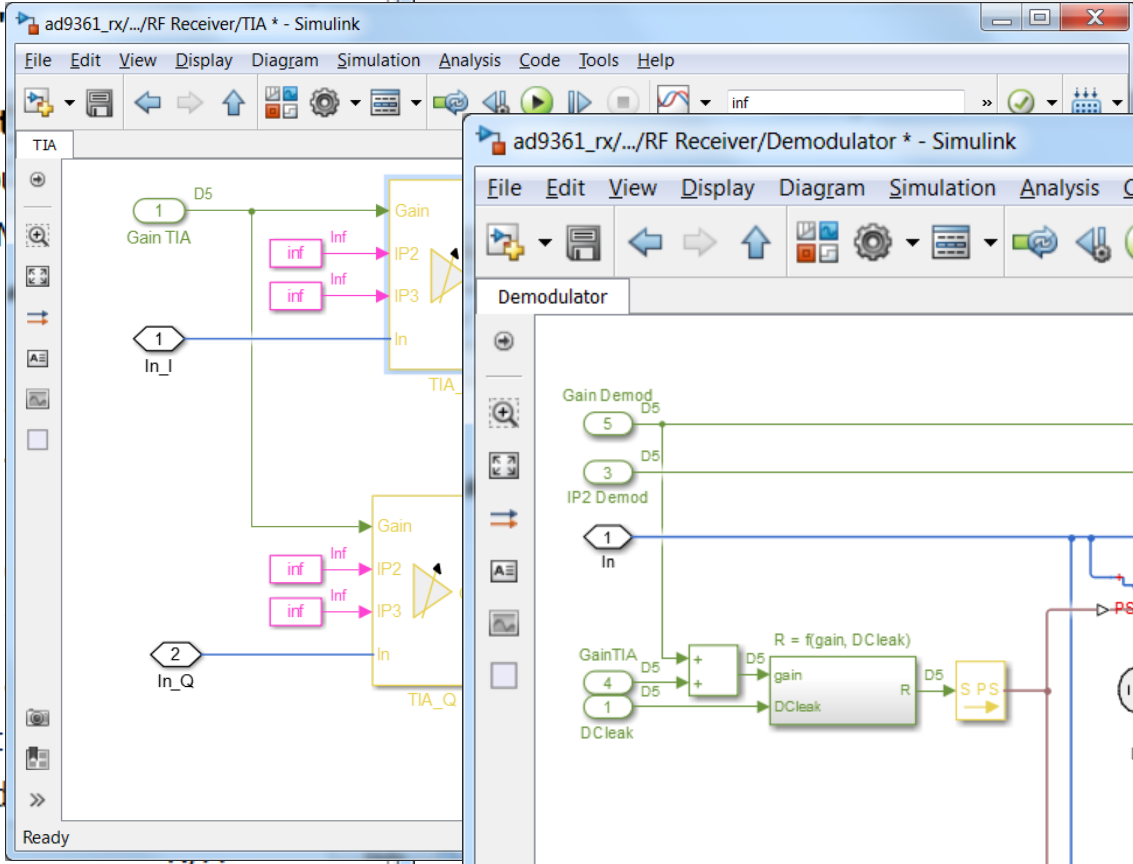 ad9361_rx/.../RF Receiver/TIA * - Simulink
File Edit View Display Diagram Simulation Analysis Code Tools Help
inf »
TIA
D5
1
Gain TIA
Gain
Inf
inf
IP2
Inf
inf
IP3
1
In
In_I
TIA_
Gain
Inf
inf
IP2
Inf
inf
IP3
2
In
In_Q
TIA_Q
Ready
ad9361_rx/.../RF Receiver/Demodulator * - Simulink
File Edit View Display Diagram Simulation Analysis
Demodulator
Gain Demod
D5
5
D5
3
IP2 Demod
1
In
PS
R = f(gain, DCleak)
GainTIA
D5
4
D5
1
DCleak
+
+
D5
gain
R
DCleak
D5
S PS